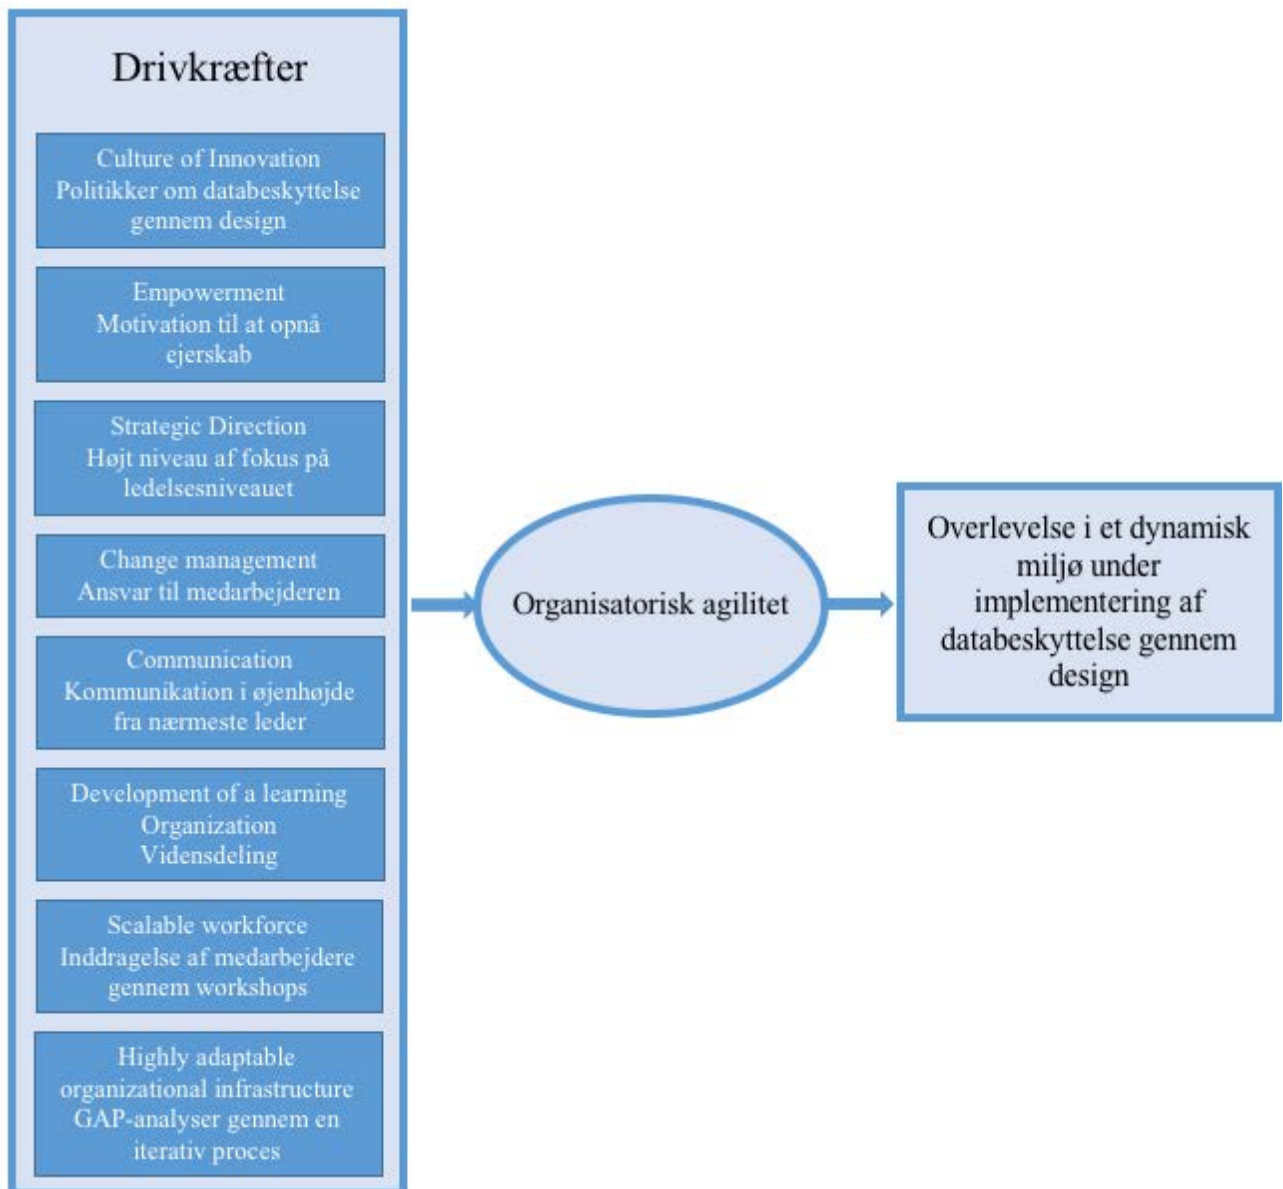 Drivkræfter
Culture of Innovation
Politikker om databeskyttelse
gennem design
Empowerment
Motivation til at opnå
ejerskab
Strategic Direction
Højt niveau af fokus på
ledelsesniveauet
Change management
Ansvar til medarbejderen
Communication
Kommunikation i øjenhøjde
fra nærmeste leder
Development of a learning
Organization
Vidensdeling
Scalable workforce
Inddragelse af medarbejdere
gennem workshops
Highly adaptable
organizational infrastructure
GAP-analyser gennem en
iterativ proces
Organisatorisk agilitet
Overlevelse i et dynamisk
miljø under
implementering af
databeskyttelse gennem
design